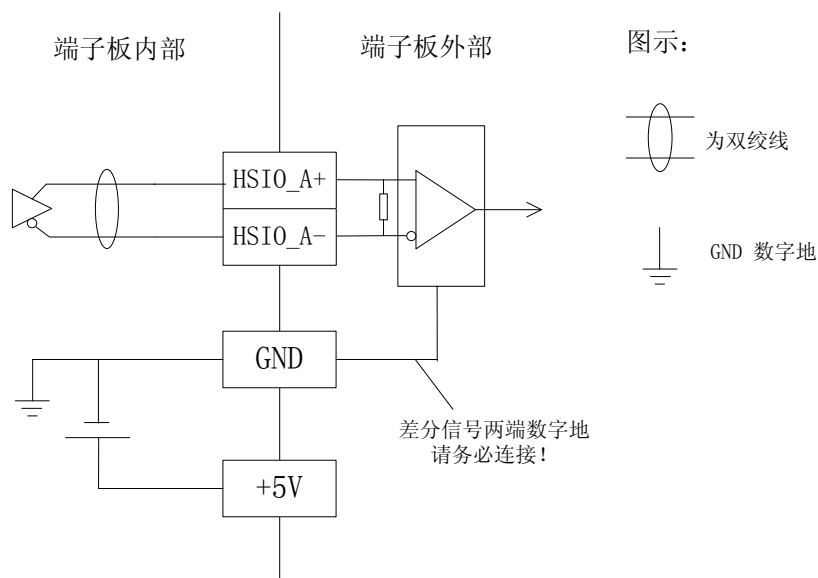 端子板内部
端子板外部
图示：
HSIO_A+
为双绞线
HSIO_A-
GND 数字地
GND
差分信号两端数字地
请务必连接！
+5V